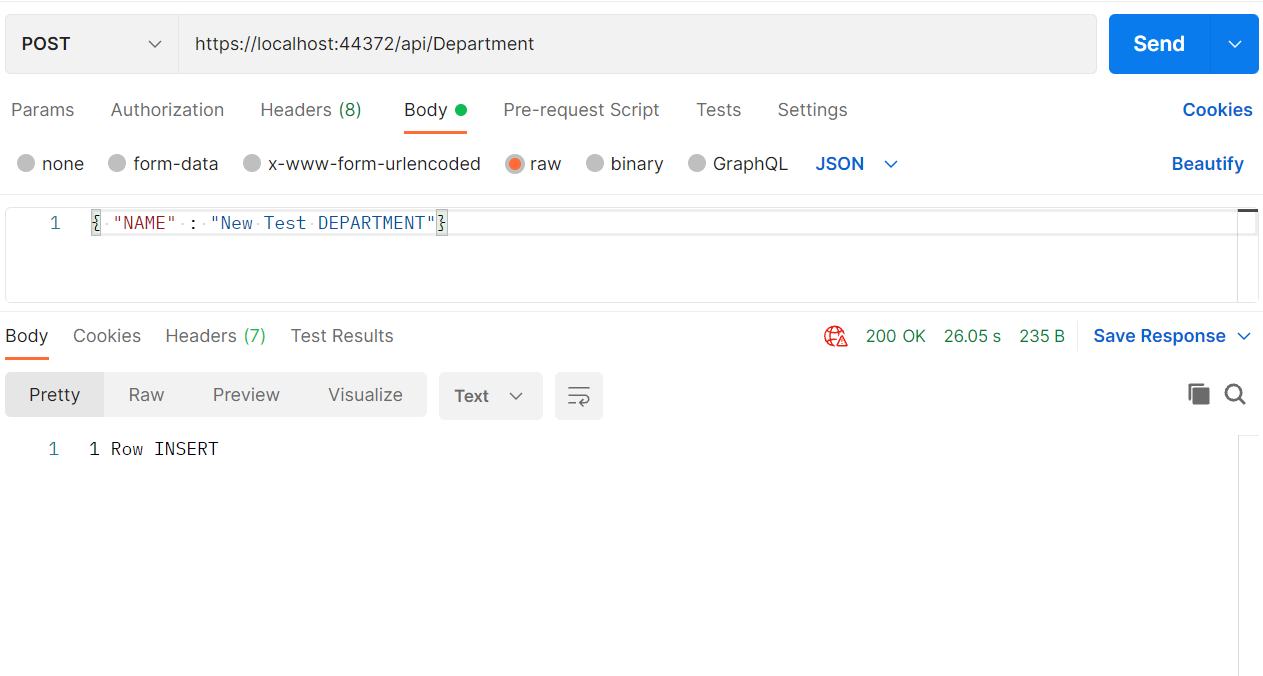 POST https://localhost:44372/api/Department Send
Params Authorization Headers (8) Body Pre-request Script Tests Settings Cookies
none form-data x-www-form-urlencoded raw binary GraphQL JSON Beautify
1 { "NAME" : "New Test DEPARTMENT"}
Body Cookies Headers (7) Test Results 200 OK 26.05 s 235 B Save Response
Pretty Raw Preview Visualize Text
1 1 Row INSERT